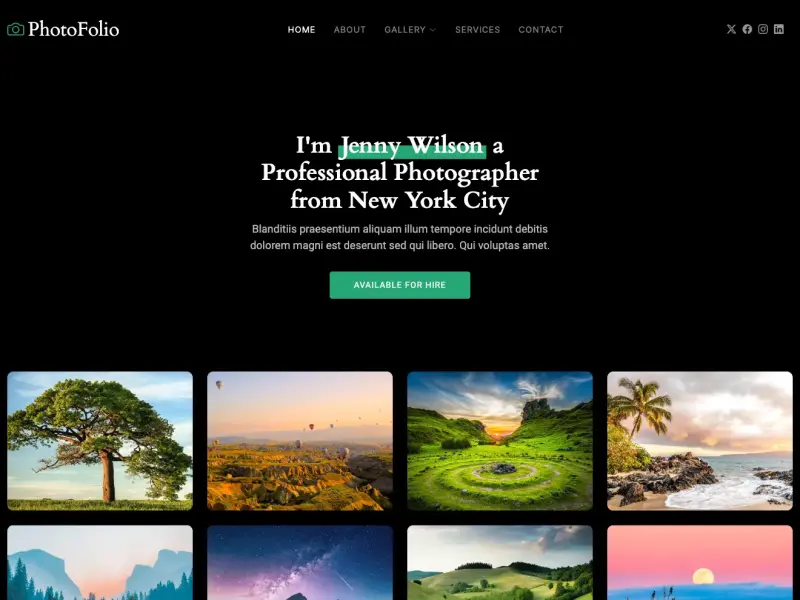 PhotoFolio
HOME ABOUT GALLERY SERVICES CONTACT
I'm Jenny Wilson a
Professional Photographer
from New York City
Blanditiis praesentium aliquam illum tempore incidunt debitis
dolorem magni est deserunt sed qui libero. Qui voluptas amet.
AVAILABLE FOR HIRE